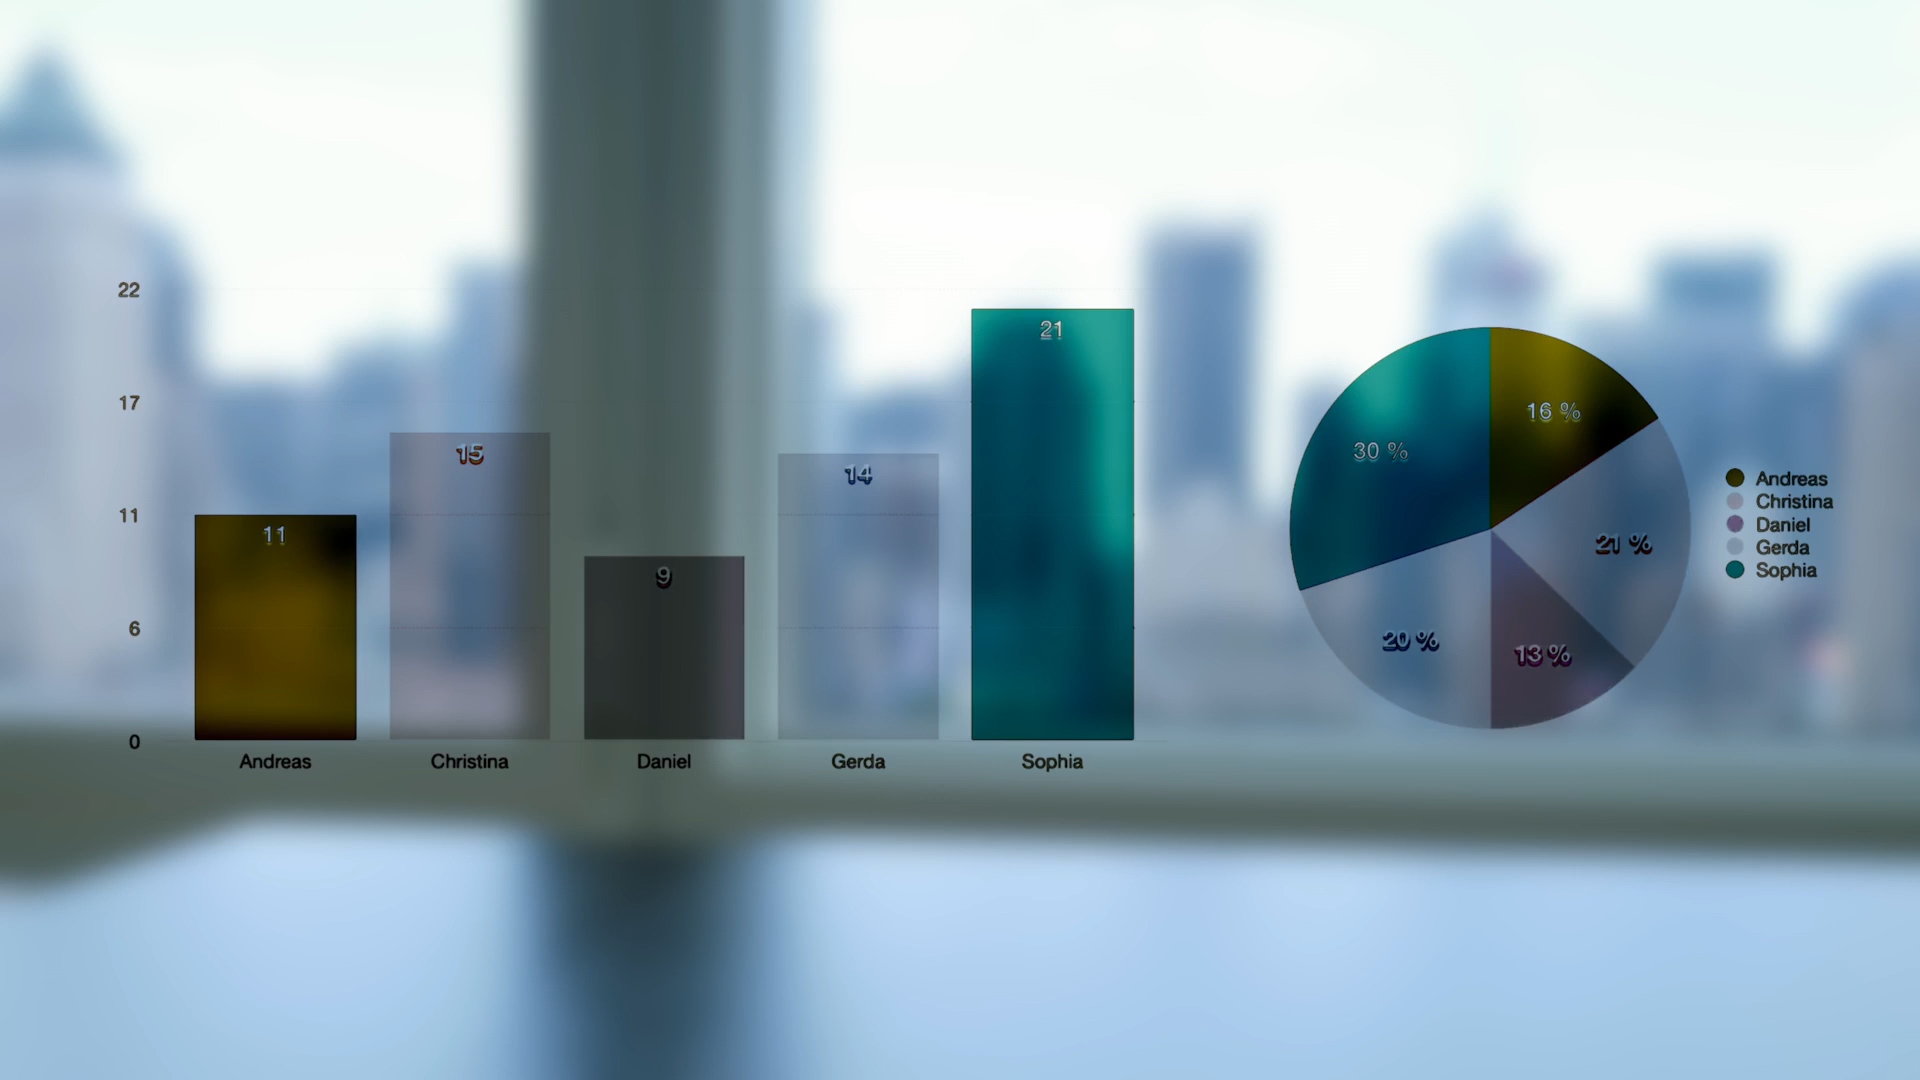 22
17
11
6
0
11
15
9
14
21
Andreas
Christina
Daniel
Gerda
Sophia
16 %
21 %
13 %
20 %
30 %
Andreas
Christina
Daniel
Gerda
Sophia